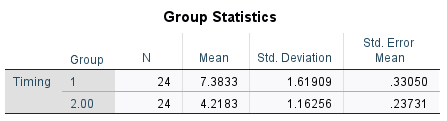 Group Statistics
Group N Mean Std. Deviation Std. Error Mean
Timing 1 24 7.3833 1.61909 .33050
2.00 24 4.2183 1.16256 .23731